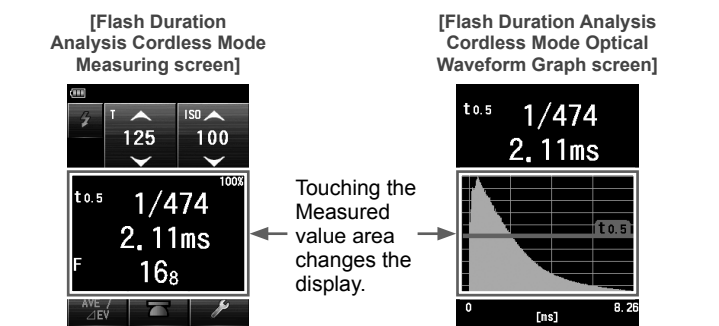 [Flash Duration
Analysis Cordless Mode
Measuring screen]
T
ISO
125
100
100%
t0.5
1/474
2.11ms
F
168
AVE /
⊿EV
Touching the
Measured
value area
changes the
display.
[Flash Duration Analysis
Cordless Mode Optical
Waveform Graph screen]
t0.5
1/474
2.11ms
t0.5
0
[ms]
8.26